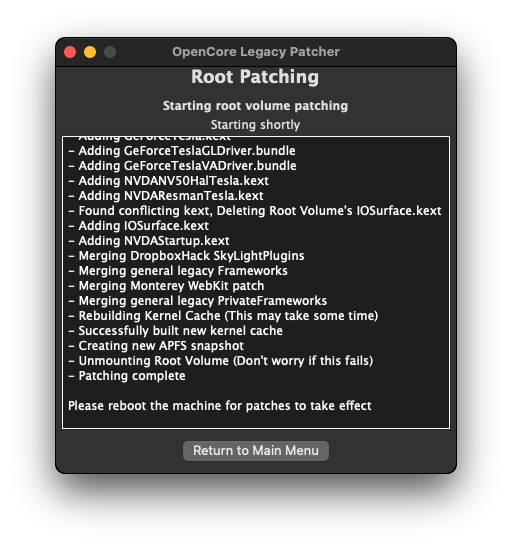 OpenCore Legacy Patcher
Root Patching
Starting root volume patching
Starting shortly
- Adding GeForceTesla.kext
- Adding GeForceTeslaGLDriver.bundle
- Adding GeForceTeslaVADriver.bundle
- Adding NVDANV50HalTesla.kext
- Adding NVDAResmanTesla.kext
- Found conflicting kext, Deleting Root Volume's IOSurface.kext
- Adding IOSurface.kext
- Adding NVDAStartup.kext
- Merging DropboxHack SkyLightPlugins
- Merging general legacy Frameworks
- Merging Monterey WebKit patch
- Merging general legacy PrivateFrameworks
- Rebuilding Kernel Cache (This may take some time)
- Successfully built new kernel cache
- Creating new APFS snapshot
- Unmounting Root Volume (Don't worry if this fails)
- Patching complete
Please reboot the machine for patches to take effect
Return to Main Menu